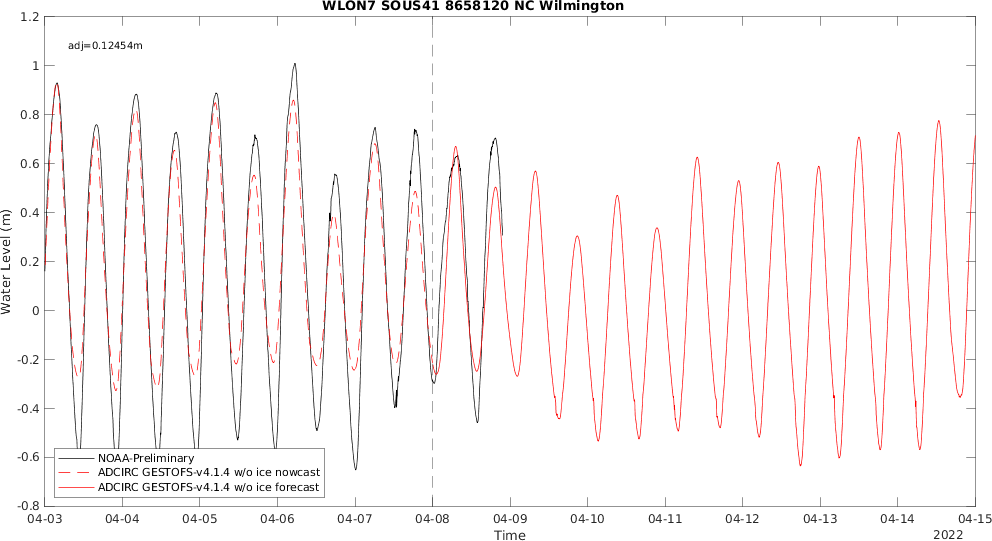 WLON7 SOUS41 8658120 NC Wilmington
adj=0.12454m
Water Level (m)
1.2
1
0.8
0.6
0.4
0.2
0
-0.2
-0.4
-0.6
-0.8
NOAA-Preliminary
ADCIRC GESTOFS-v4.1.4 w/o ice nowcast
ADCIRC GESTOFS-v4.1.4 w/o ice forecast
04-03 04-04 04-05 04-06 04-07 04-08 04-09 04-10 04-11 04-12 04-13 04-14 04-15
Time
2022